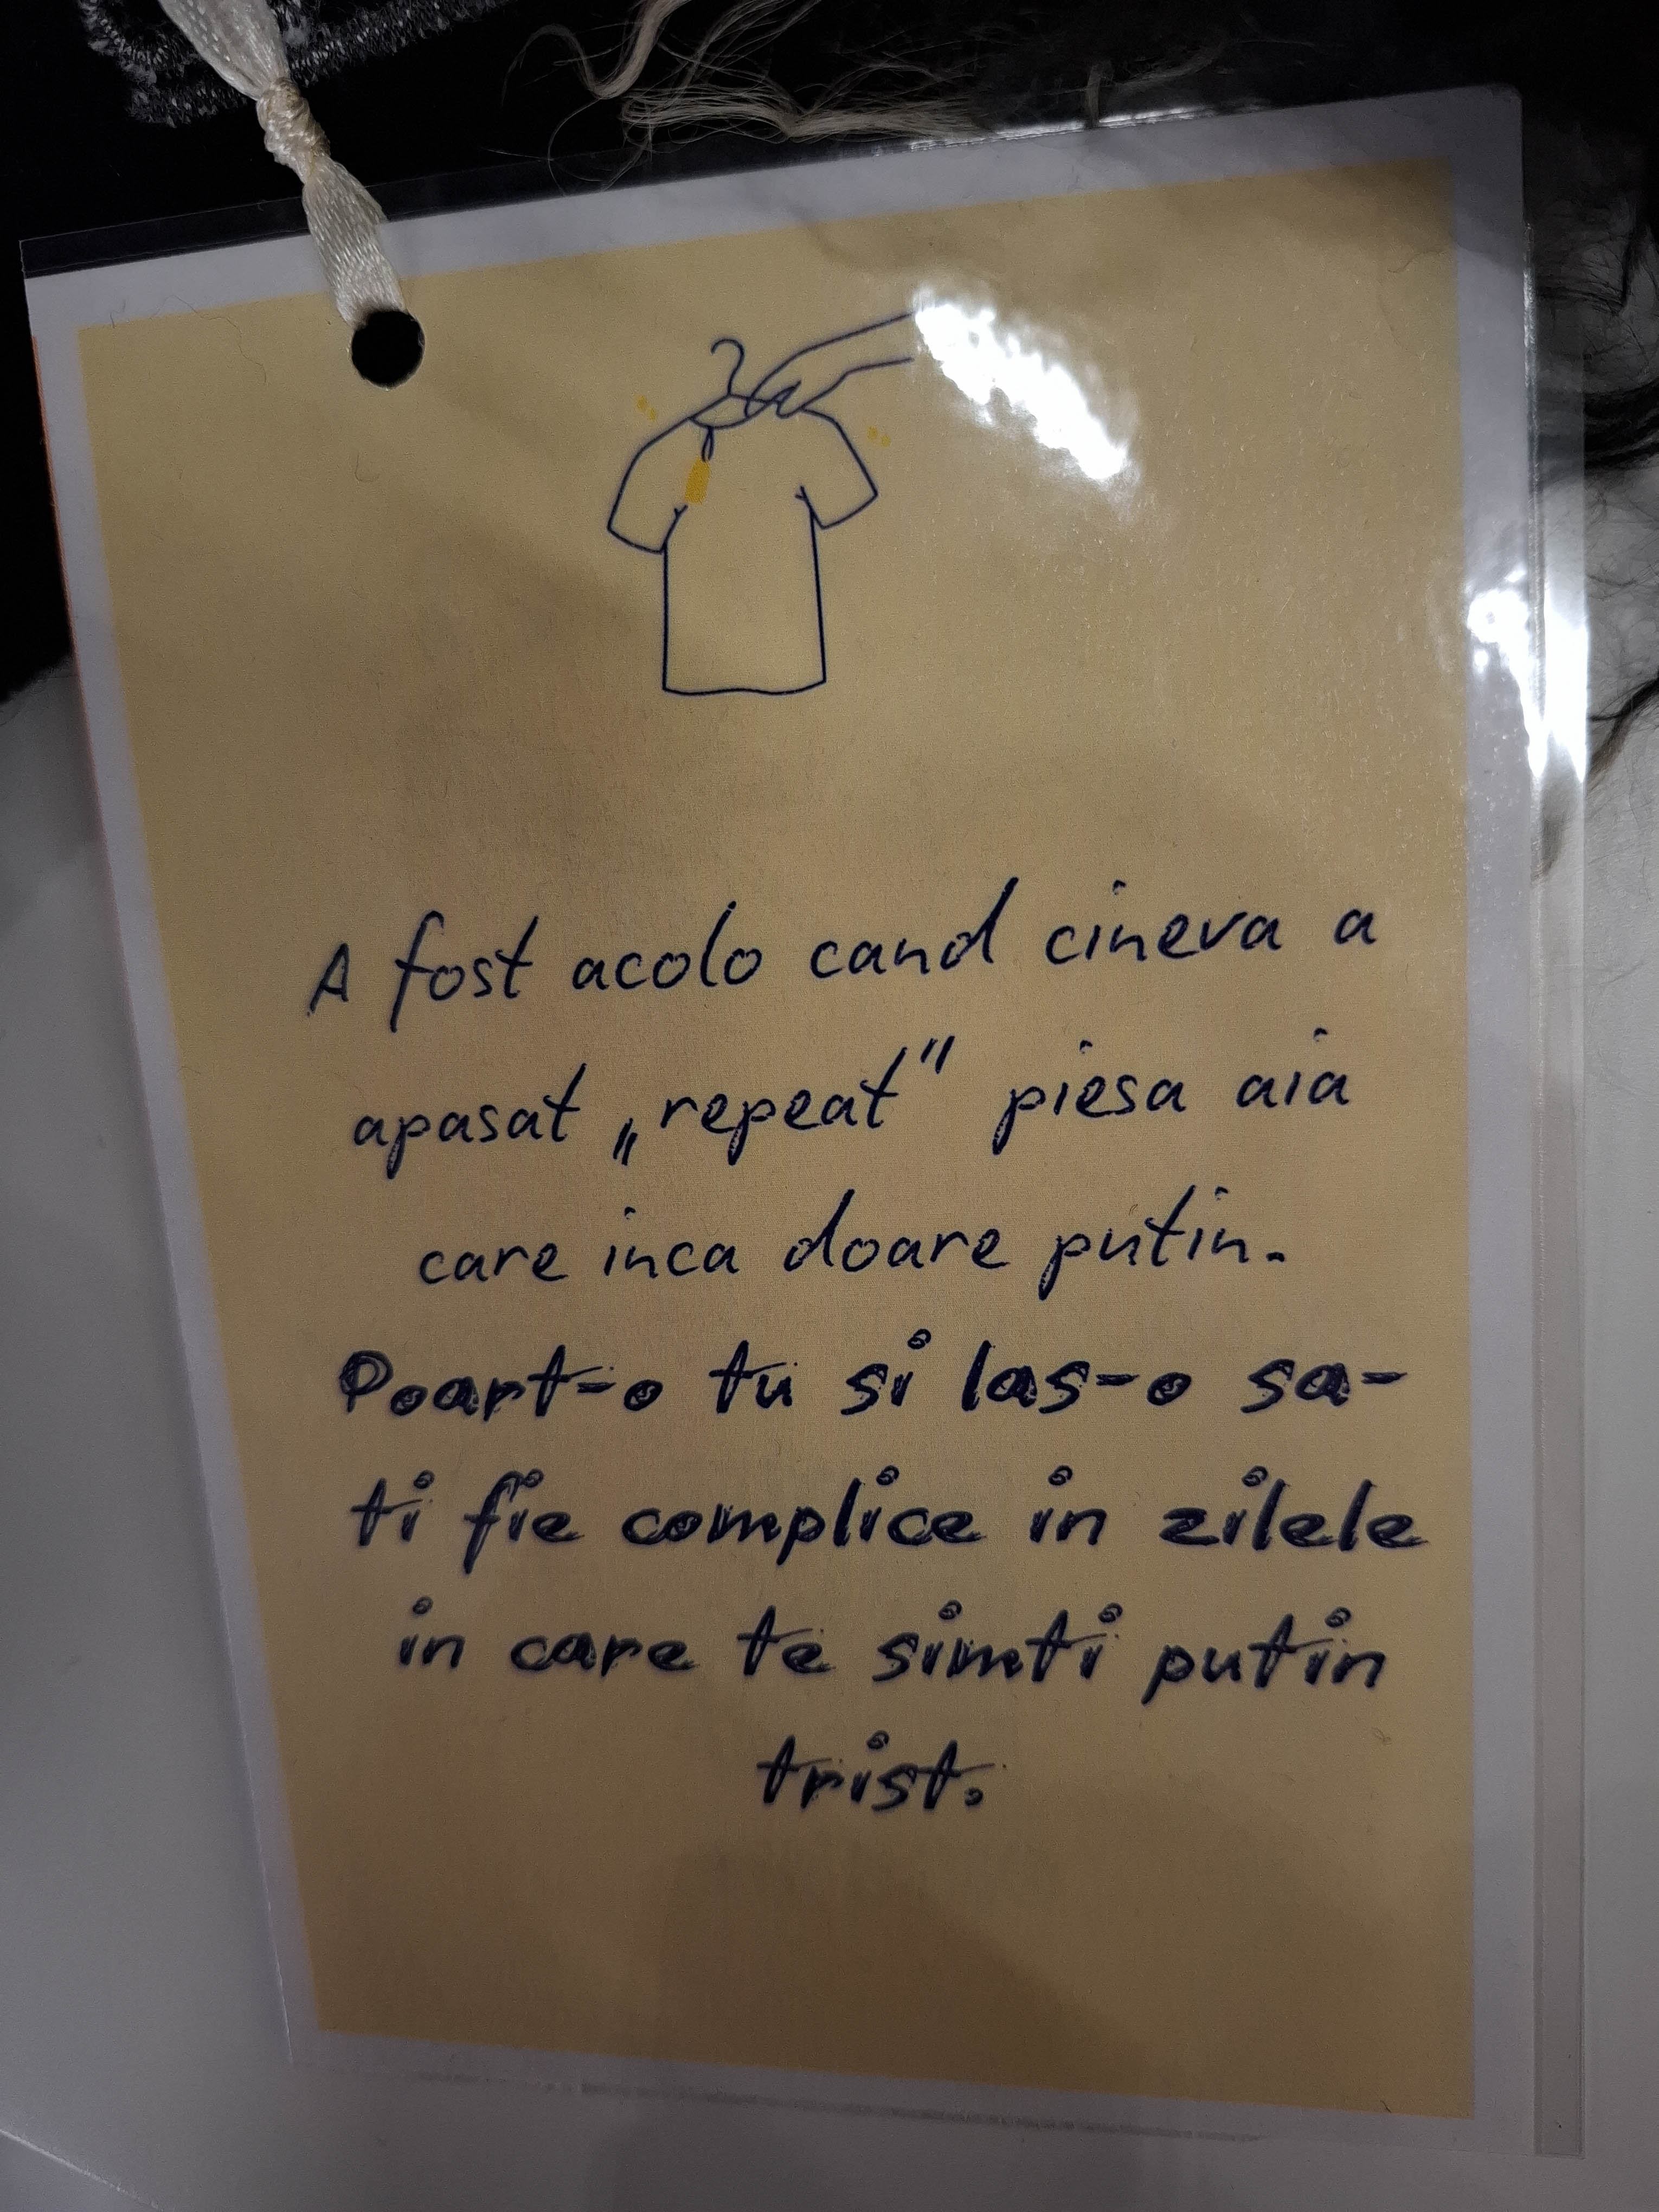 A fost acolo cand cineva a
apasat „repeat" piesa aia
care inca doare putin.
Poart-o tu si las-o sa-
ti fie complice in zilele
in care te simti putin
trist.